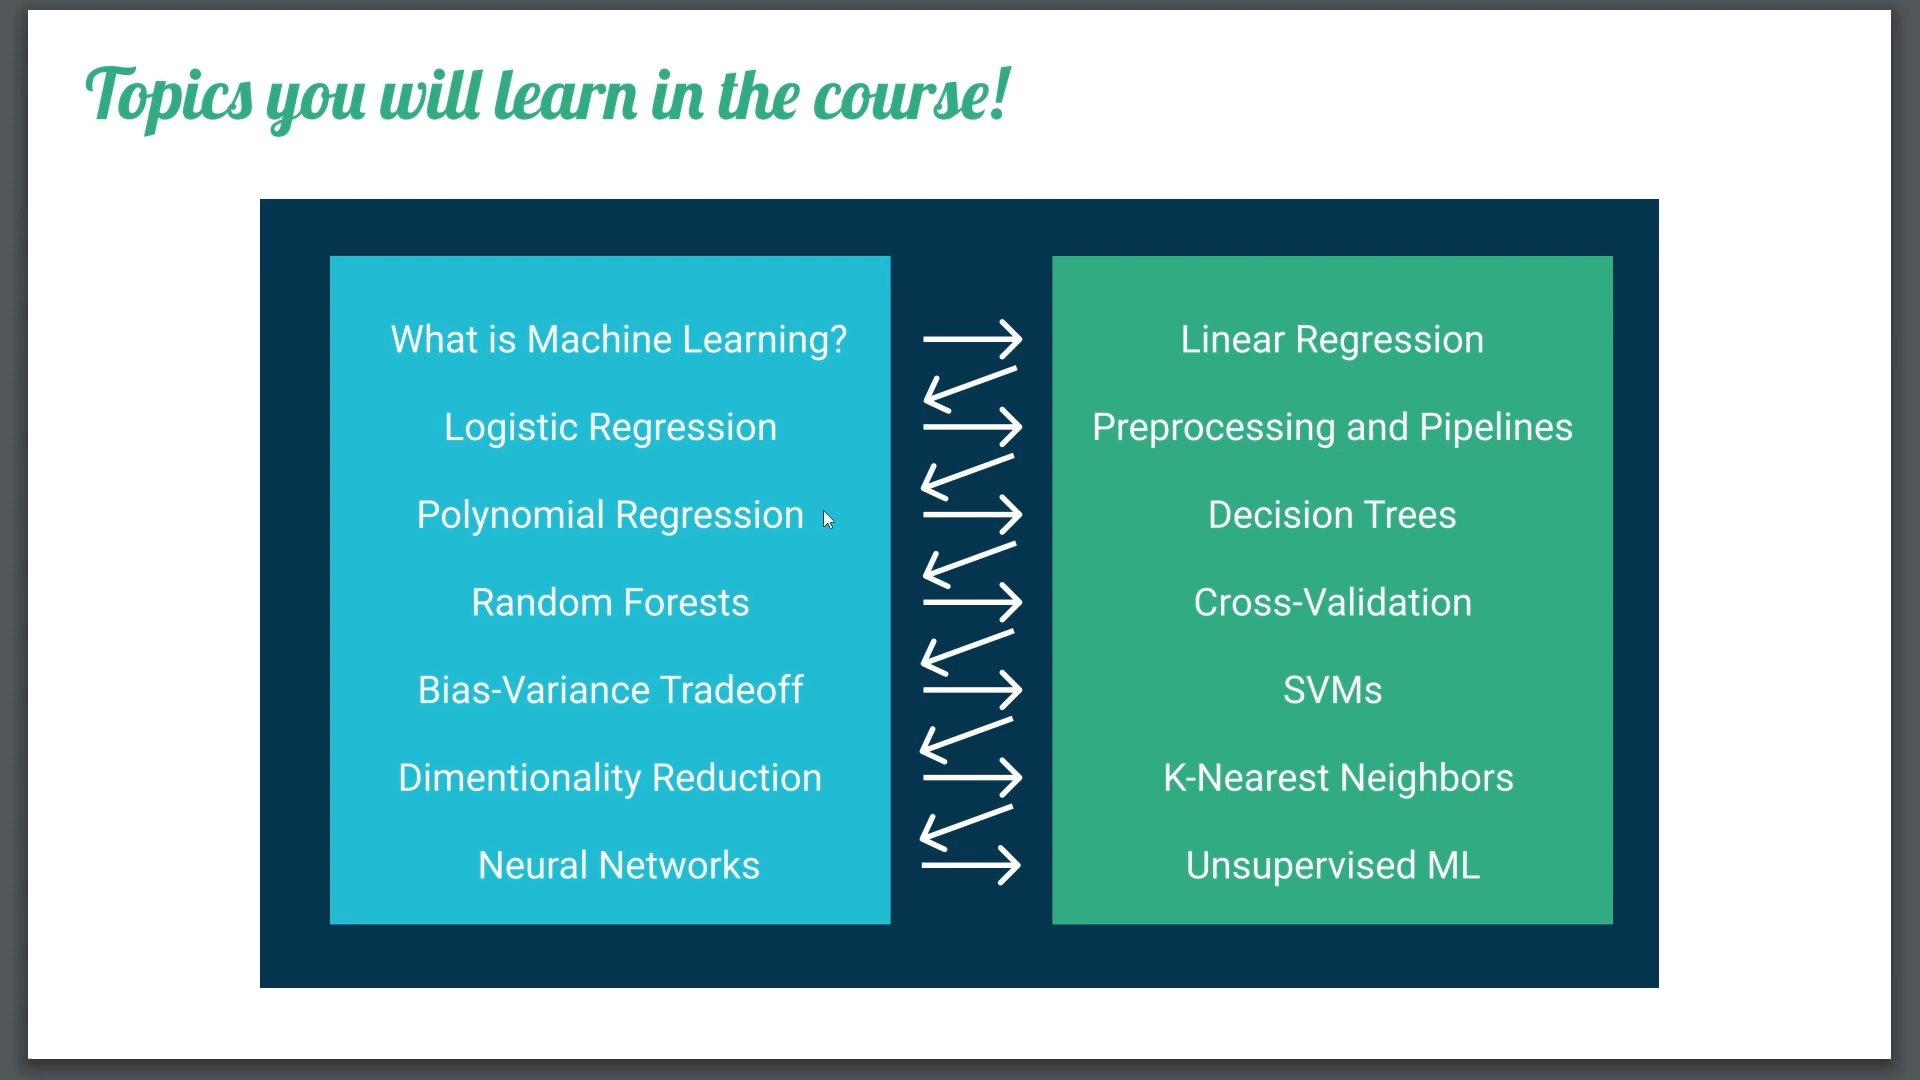 Topics you will learn in the course!
What is Machine Learning?
Linear Regression
Logistic Regression
Preprocessing and Pipelines
Polynomial Regression
Decision Trees
Random Forests
Cross-Validation
Bias-Variance Tradeoff
SVMs
Dimentionality Reduction
K-Nearest Neighbors
Neural Networks
Unsupervised ML